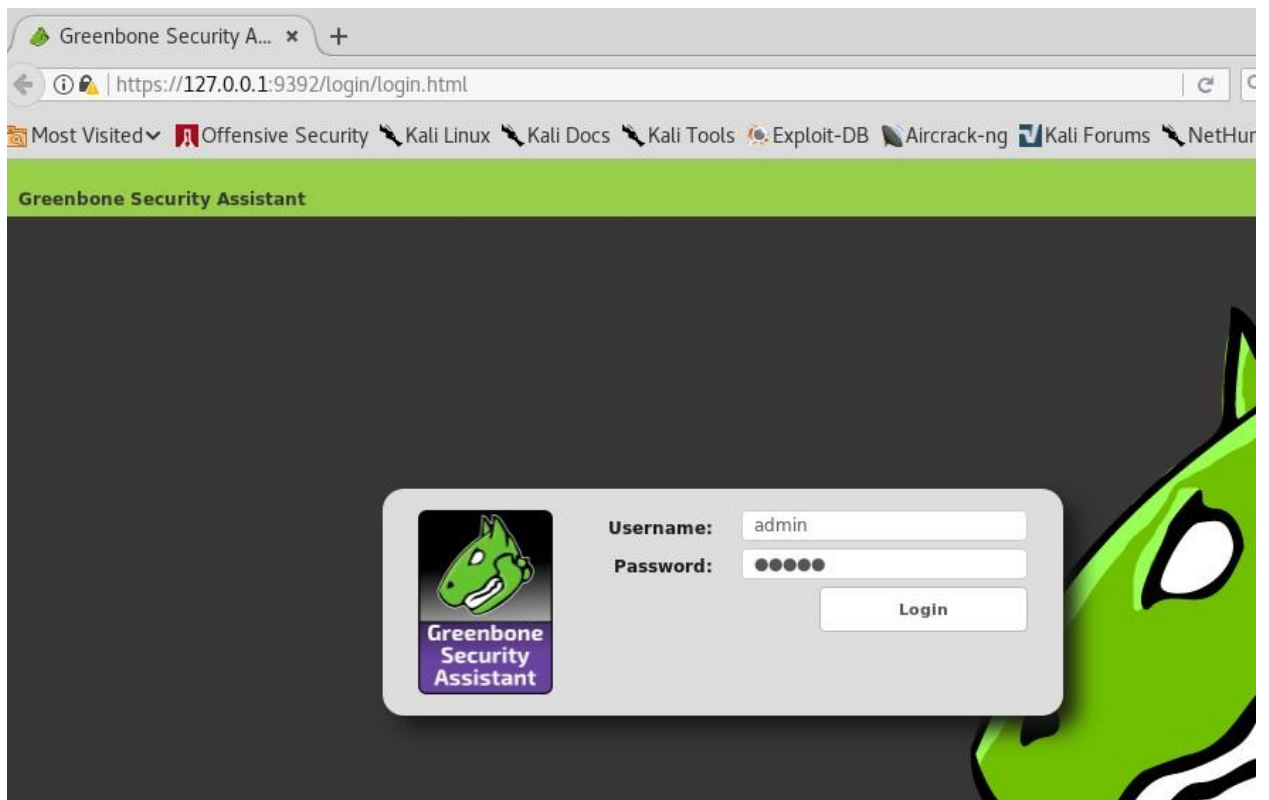 Greenbone Security A... × +
https://127.0.0.1:9392/login/login.html
Most Visited Offensive Security Kali Linux Kali Docs Kali Tools Exploit-DB Aircrack-ng Kali Forums NetHun
Greenbone Security Assistant
Username: admin
Password: ●●●●●
Login
Greenbone
Security
Assistant